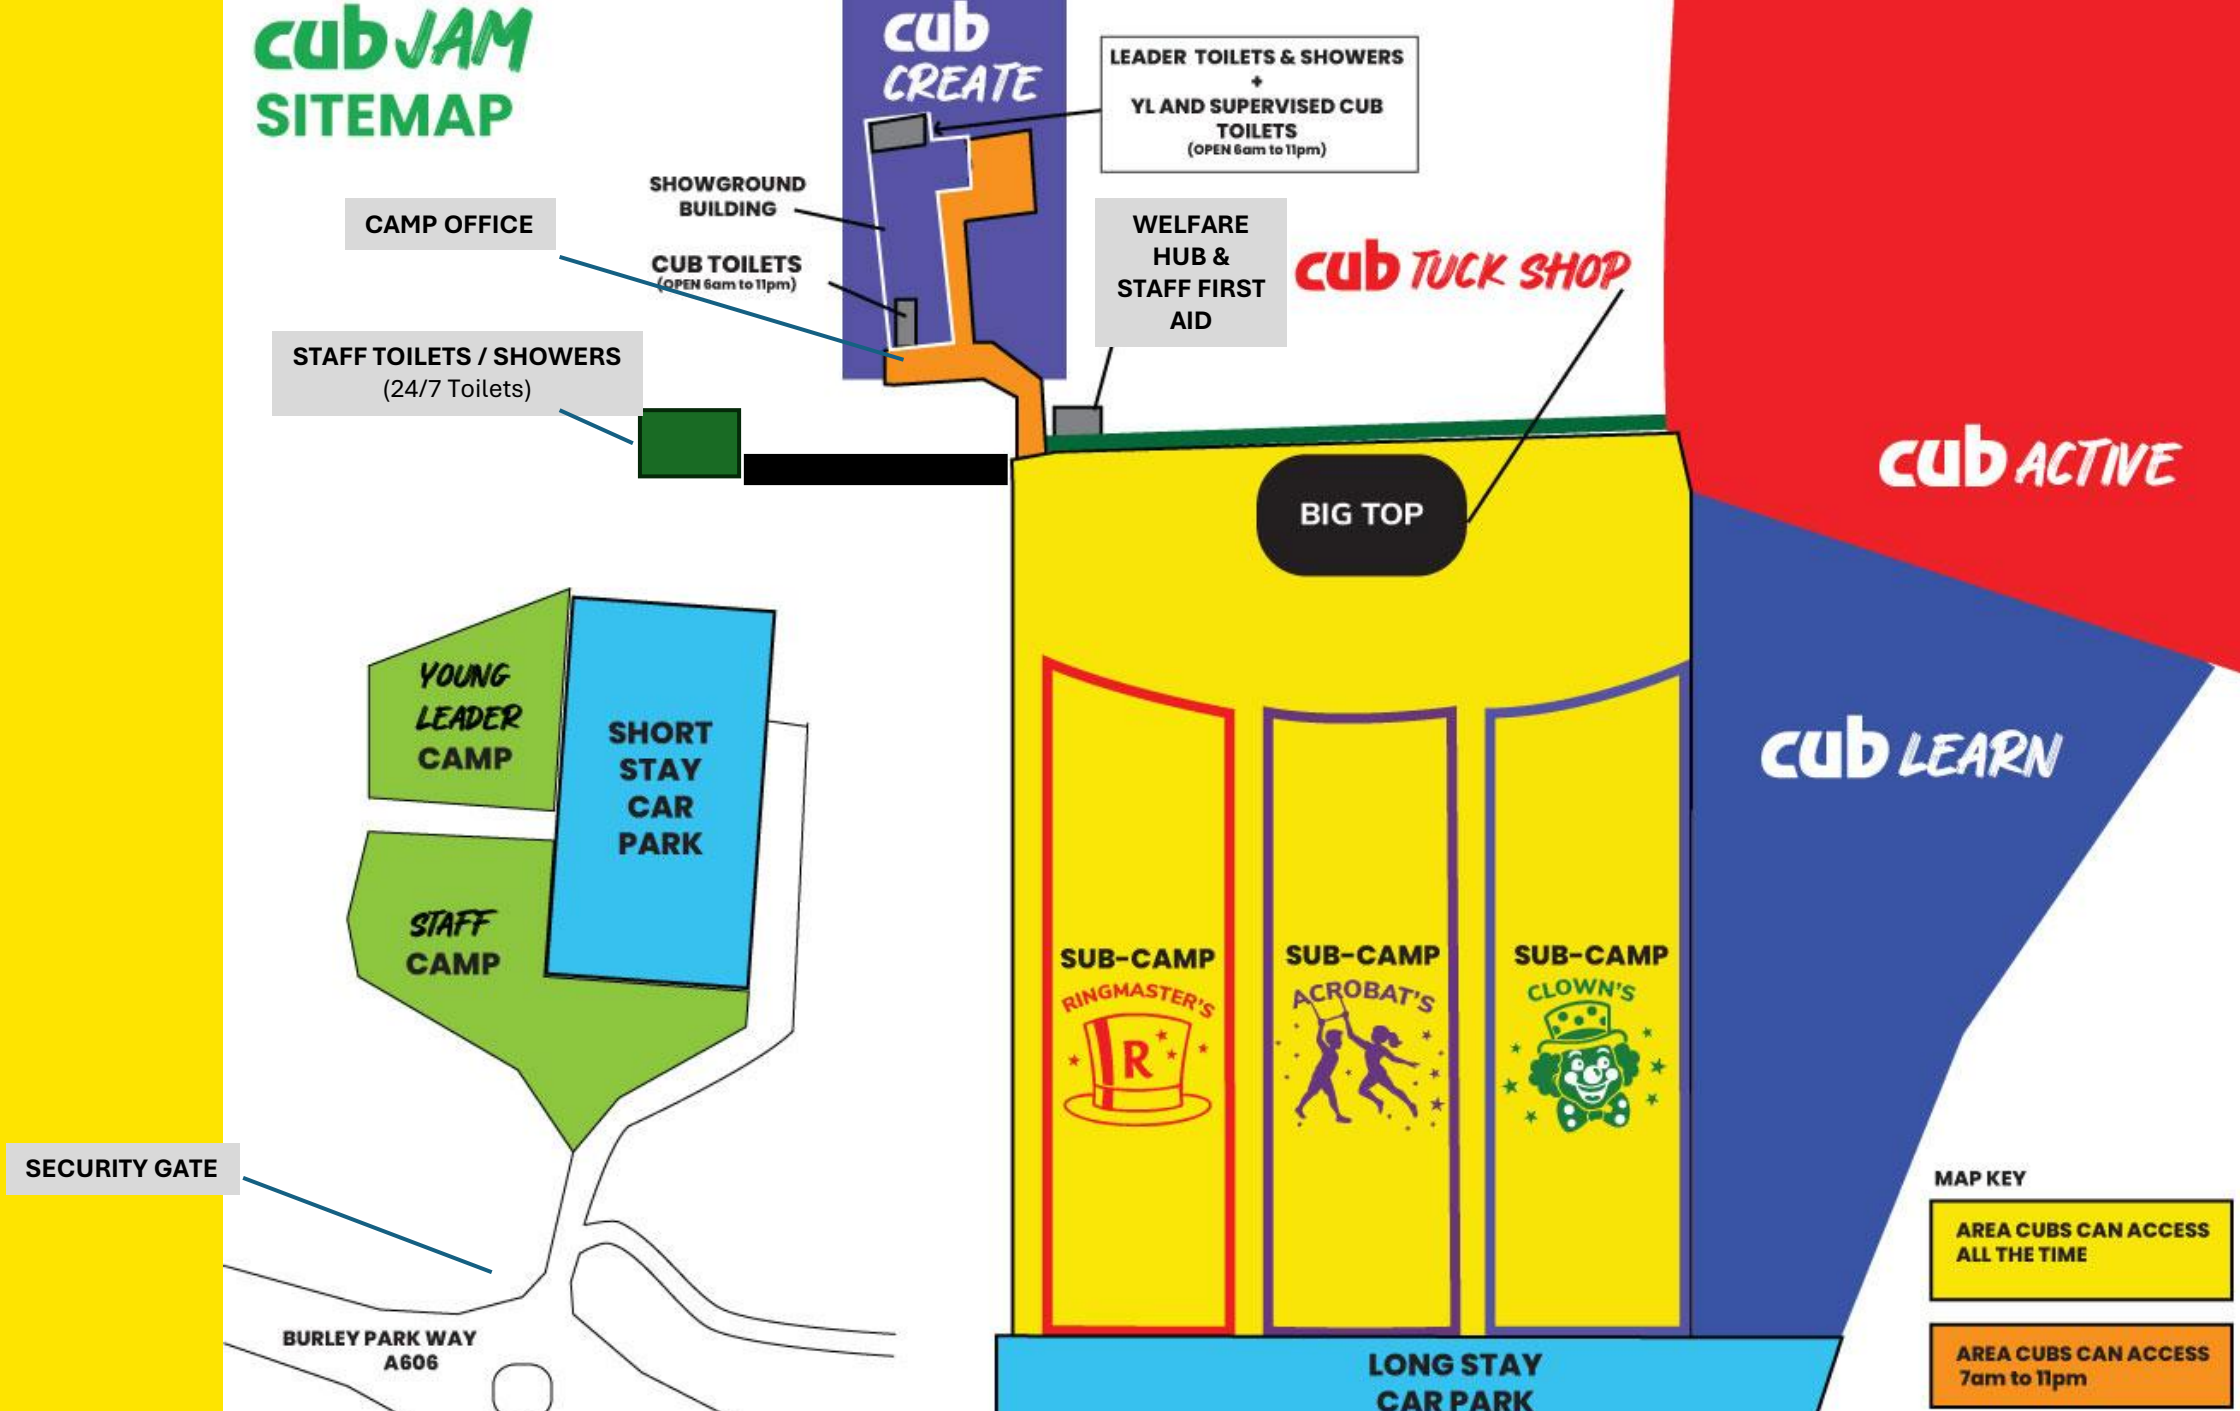 cub JAM
SITEMAP
cub
CREATE
LEADER TOILETS & SHOWERS
+
YL AND SUPERVISED CUB
TOILETS
(OPEN 6am to 11pm)
SHOWGROUND
BUILDING
CAMP OFFICE
CUB TOILETS
(OPEN 6am to 11pm)
WELFARE
HUB &
STAFF FIRST
AID
cub TUCK SHOP
STAFF TOILETS / SHOWERS
(24/7 Toilets)
cub ACTIVE
BIG TOP
YOUNG
LEADER
CAMP
SHORT
STAY
CAR
PARK
cub LEARN
STAFF
CAMP
SUB-CAMP
RINGMASTER'S
R
SUB-CAMP
ACROBAT'S
SUB-CAMP
CLOWN'S
SECURITY GATE
MAP KEY
AREA CUBS CAN ACCESS
ALL THE TIME
BURLEY PARK WAY
A606
LONG STAY
CAR PARK
AREA CUBS CAN ACCESS
7am to 11pm